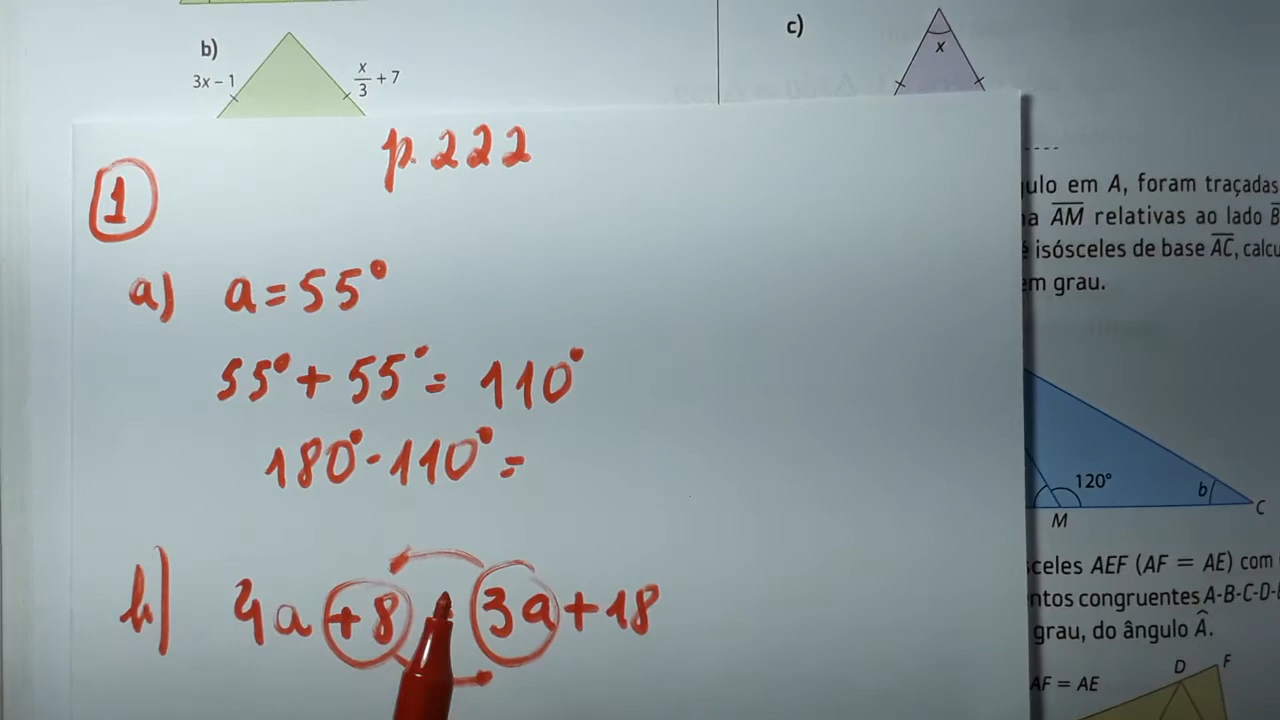 b)
3x – 1
x/3 + 7
c)
x
p. 222
1
a) a = 55°
55° + 55° = 110°
180° - 110° =
b) 4a + 8 3a + 18
ulo em A, foram traçadas
AM relativas ao lado B
isósceles de base AC, calcu
em grau.
120°
b
M
C
sceles AEF (AF = AE) com
ntos congruentes A-B-C-D-
grau, do ângulo Â.
AF = AE
D
F